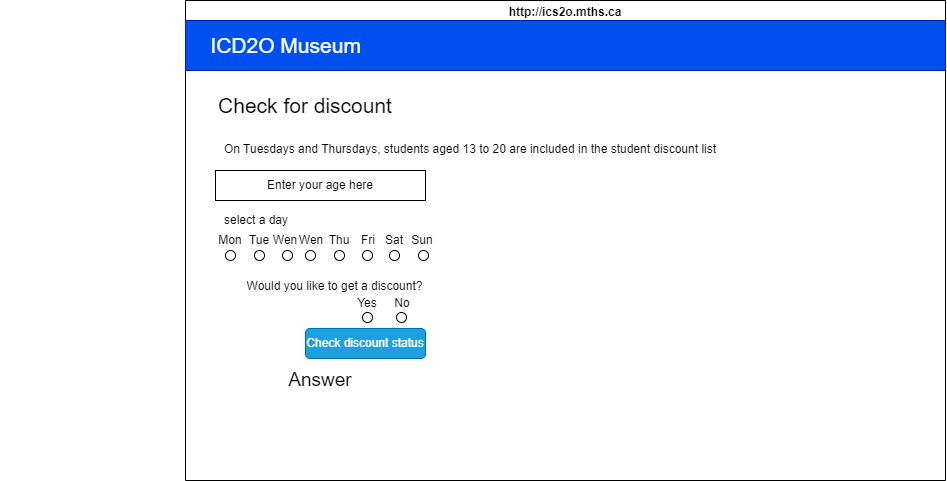 http://ics2o.mths.ca
ICD2O Museum
Check for discount
On Tuesdays and Thursdays, students aged 13 to 20 are included in the student discount list
Enter your age here
select a day
Mon Tue Wen Wen Thu Fri Sat Sun
Would you like to get a discount?
Yes No
Check discount status
Answer